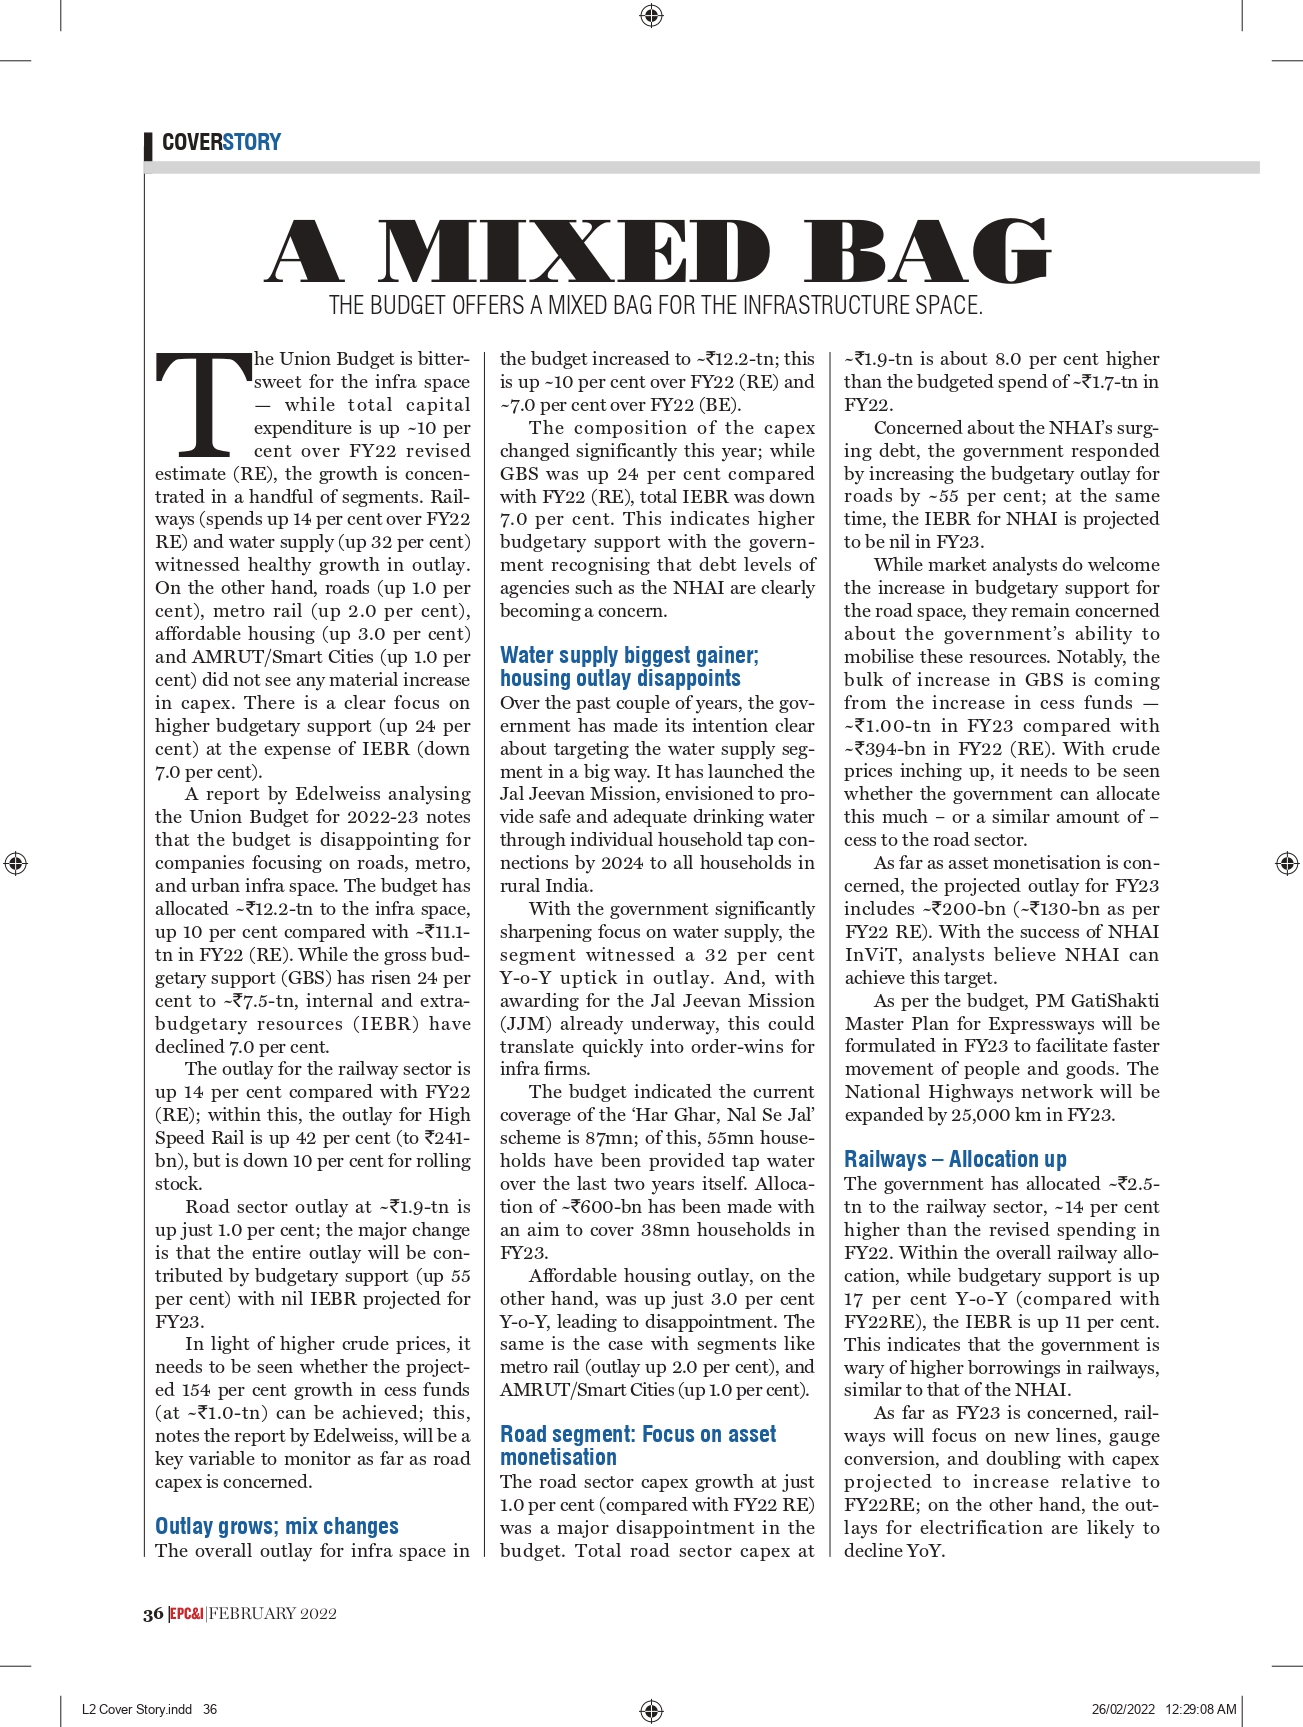 COVERSTORY
A MIXED BAG
THE BUDGET OFFERS A MIXED BAG FOR THE INFRASTRUCTURE SPACE.
The Union Budget is bitter-
sweet for the infra space
— while total capital
expenditure is up ~10 per
cent over FY22 revised
estimate (RE), the growth is concen-
trated in a handful of segments. Rail-
ways (spends up 14 per cent over FY22
RE) and water supply (up 32 per cent)
witnessed healthy growth in outlay.
On the other hand, roads (up 1.0 per
cent), metro rail (up 2.0 per cent),
affordable housing (up 3.0 per cent)
and AMRUT/Smart Cities (up 1.0 per
cent) did not see any material increase
in capex. There is a clear focus on
higher budgetary support (up 24 per
cent) at the expense of IEBR (down
7.0 per cent).
A report by Edelweiss analysing
the Union Budget for 2022-23 notes
that the budget is disappointing for
companies focusing on roads, metro,
and urban infra space. The budget has
allocated ~₹12.2-tn to the infra space,
up 10 per cent compared with ~₹11.1-
tn in FY22 (RE). While the gross bud-
getary support (GBS) has risen 24 per
cent to ~₹7.5-tn, internal and extra-
budgetary resources (IEBR) have
declined 7.0 per cent.
The outlay for the railway sector is
up 14 per cent compared with FY22
(RE); within this, the outlay for High
Speed Rail is up 42 per cent (to ₹241-
bn), but is down 10 per cent for rolling
stock.
Road sector outlay at ~₹1.9-tn is
up just 1.0 per cent; the major change
is that the entire outlay will be con-
tributed by budgetary support (up 55
per cent) with nil IEBR projected for
FY23.
In light of higher crude prices, it
needs to be seen whether the project-
ed 154 per cent growth in cess funds
(at ~₹1.0-tn) can be achieved; this,
notes the report by Edelweiss, will be a
key variable to monitor as far as road
capex is concerned.
Outlay grows; mix changes
The overall outlay for infra space in
the budget increased to ~₹12.2-tn; this
is up ~10 per cent over FY22 (RE) and
~7.0 per cent over FY22 (BE).
The composition of the capex
changed significantly this year; while
GBS was up 24 per cent compared
with FY22 (RE), total IEBR was down
7.0 per cent. This indicates higher
budgetary support with the govern-
ment recognising that debt levels of
agencies such as the NHAI are clearly
becoming a concern.
Water supply biggest gainer;
housing outlay disappoints
Over the past couple of years, the gov-
ernment has made its intention clear
about targeting the water supply seg-
ment in a big way. It has launched the
Jal Jeevan Mission, envisioned to pro-
vide safe and adequate drinking water
through individual household tap con-
nections by 2024 to all households in
rural India.
With the government significantly
sharpening focus on water supply, the
segment witnessed a 32 per cent
Y-o-Y uptick in outlay. And, with
awarding for the Jal Jeevan Mission
(JJM) already underway, this could
translate quickly into order-wins for
infra firms.
The budget indicated the current
coverage of the ‘Har Ghar, Nal Se Jal’
scheme is 87mn; of this, 55mn house-
holds have been provided tap water
over the last two years itself. Alloca-
tion of ~₹600-bn has been made with
an aim to cover 38mn households in
FY23.
Affordable housing outlay, on the
other hand, was up just 3.0 per cent
Y-o-Y, leading to disappointment. The
same is the case with segments like
metro rail (outlay up 2.0 per cent), and
AMRUT/Smart Cities (up 1.0 per cent).
Road segment: Focus on asset
monetisation
The road sector capex growth at just
1.0 per cent (compared with FY22 RE)
was a major disappointment in the
budget. Total road sector capex at
~₹1.9-tn is about 8.0 per cent higher
than the budgeted spend of ~₹1.7-tn in
FY22.
Concerned about the NHAI’s surg-
ing debt, the government responded
by increasing the budgetary outlay for
roads by ~55 per cent; at the same
time, the IEBR for NHAI is projected
to be nil in FY23.
While market analysts do welcome
the increase in budgetary support for
the road space, they remain concerned
about the government’s ability to
mobilise these resources. Notably, the
bulk of increase in GBS is coming
from the increase in cess funds —
~₹1.00-tn in FY23 compared with
~₹394-bn in FY22 (RE). With crude
prices inching up, it needs to be seen
whether the government can allocate
this much – or a similar amount of –
cess to the road sector.
As far as asset monetisation is con-
cerned, the projected outlay for FY23
includes ~₹200-bn (~₹130-bn as per
FY22 RE). With the success of NHAI
InViT, analysts believe NHAI can
achieve this target.
As per the budget, PM GatiShakti
Master Plan for Expressways will be
formulated in FY23 to facilitate faster
movement of people and goods. The
National Highways network will be
expanded by 25,000 km in FY23.
Railways – Allocation up
The government has allocated ~₹2.5-
tn to the railway sector, ~14 per cent
higher than the revised spending in
FY22. Within the overall railway allo-
cation, while budgetary support is up
17 per cent Y-o-Y (compared with
FY22RE), the IEBR is up 11 per cent.
This indicates that the government is
wary of higher borrowings in railways,
similar to that of the NHAI.
As far as FY23 is concerned, rail-
ways will focus on new lines, gauge
conversion, and doubling with capex
projected to increase relative to
FY22RE; on the other hand, the out-
lays for electrification are likely to
decline YoY.
36 |EPC&I|FEBRUARY 2022
L2 Cover Story.indd 36
26/02/2022 12:29:08 AM